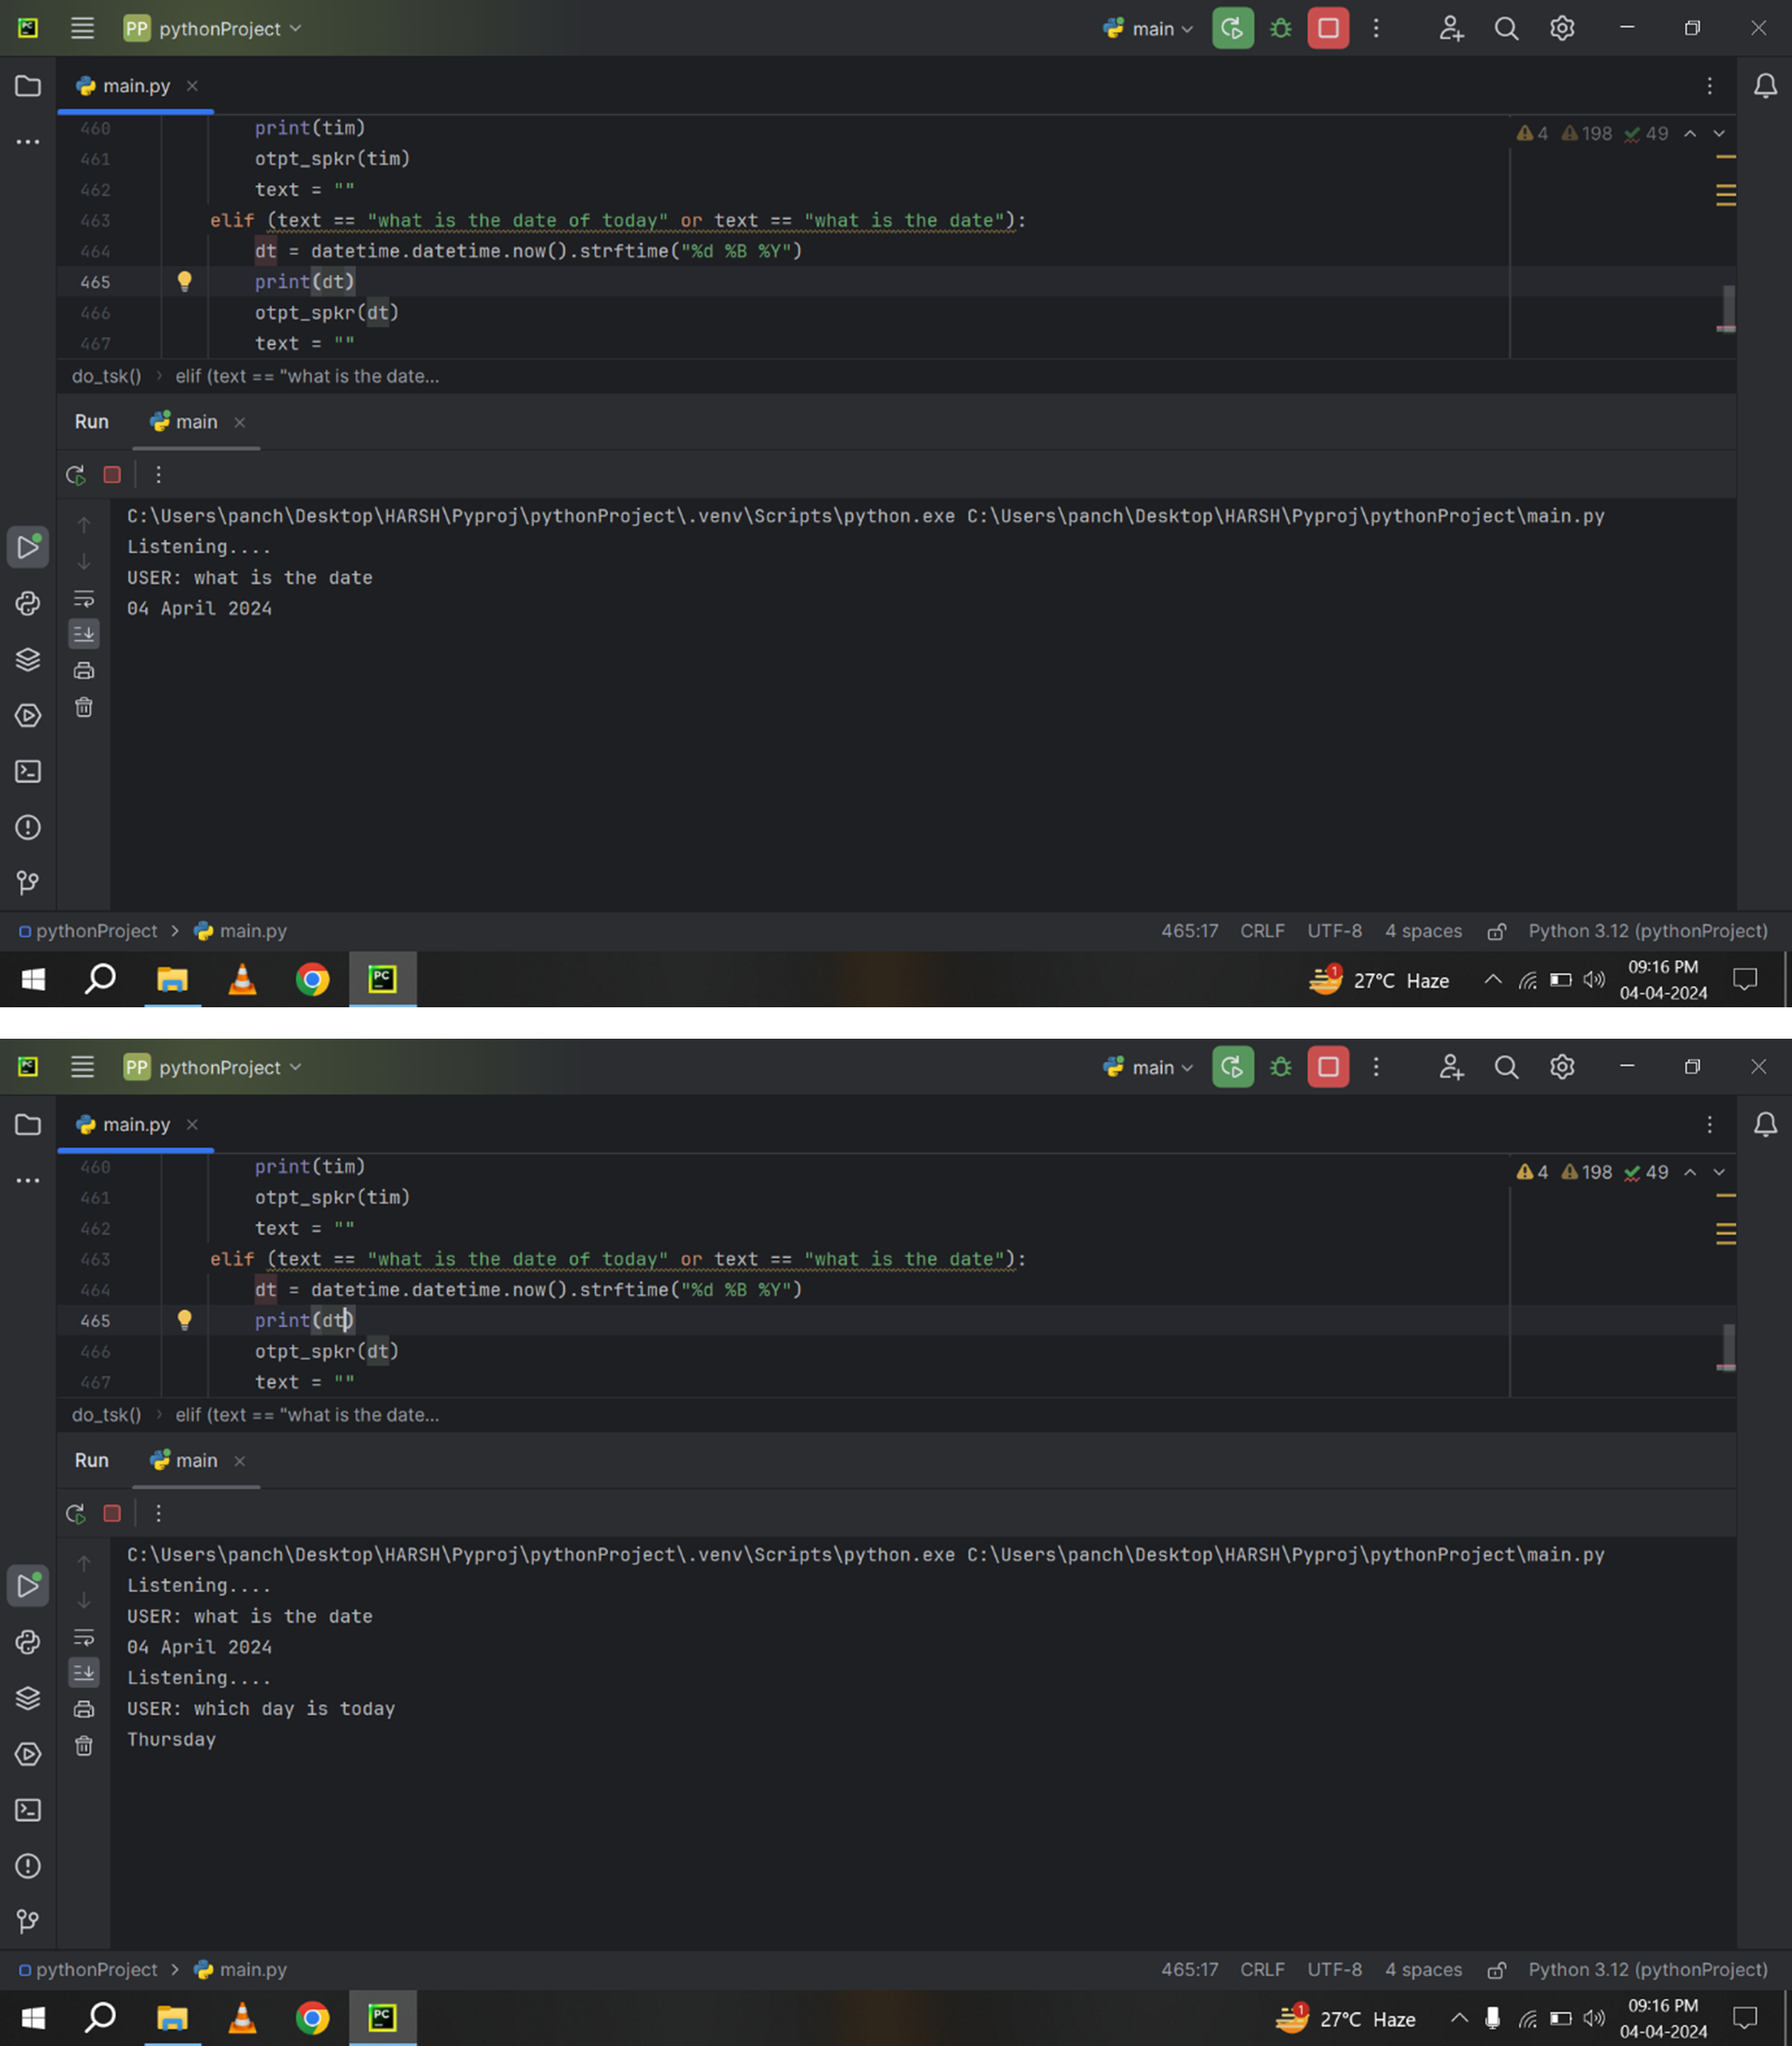 PP pythonProject main
main.py
4 198 49
460 print(tim)
461 otpt_spkr(tim)
462 text = ""
463 elif (text == "what is the date of today" or text == "what is the date"):
464 dt = datetime.datetime.now().strftime("%d %B %Y")
465 print(dt)
466 otpt_spkr(dt)
467 text = ""
do_tsk() › elif (text == "what is the date...
Run main
C:\Users\panch\Desktop\HARSH\Pyproj\pythonProject\.venv\Scripts\python.exe C:\Users\panch\Desktop\HARSH\Pyproj\pythonProject\main.py
Listening....
USER: what is the date
04 April 2024
pythonProject > main.py 465:17 CRLF UTF-8 4 spaces Python 3.12 (pythonProject)
PC 1 27°C Haze 09:16 PM
04-04-2024
PP pythonProject main
main.py
4 198 49
460 print(tim)
461 otpt_spkr(tim)
462 text = ""
463 elif (text == "what is the date of today" or text == "what is the date"):
464 dt = datetime.datetime.now().strftime("%d %B %Y")
465 print(dt)
466 otpt_spkr(dt)
467 text = ""
do_tsk() › elif (text == "what is the date...
Run main
C:\Users\panch\Desktop\HARSH\Pyproj\pythonProject\.venv\Scripts\python.exe C:\Users\panch\Desktop\HARSH\Pyproj\pythonProject\main.py
Listening....
USER: what is the date
04 April 2024
Listening....
USER: which day is today
Thursday
pythonProject > main.py 465:17 CRLF UTF-8 4 spaces Python 3.12 (pythonProject)
PC 1 27°C Haze 09:16 PM
04-04-2024